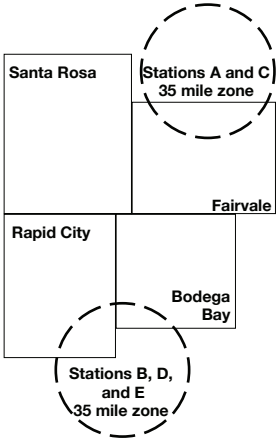 Santa Rosa
Stations A and C
35 mile zone
Fairvale
Rapid City
Bodega
Bay
Stations B, D,
and E
35 mile zone